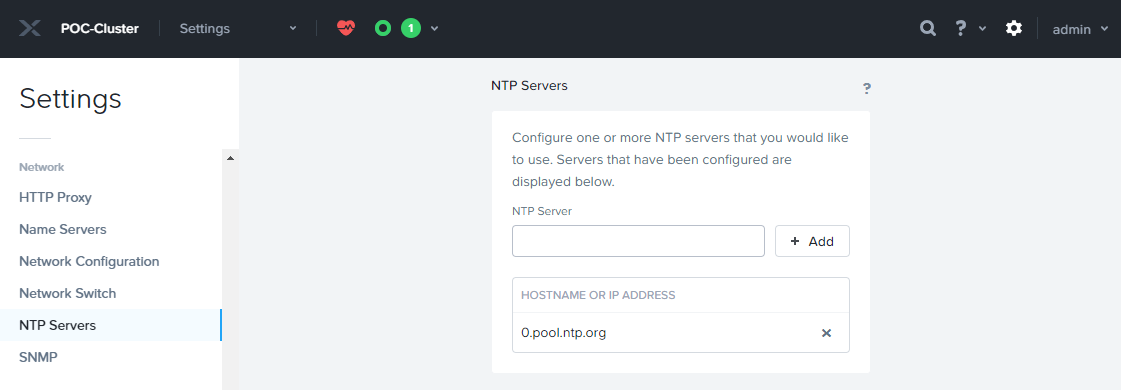 POC-Cluster
Settings
1
?
admin
Settings
Network
HTTP Proxy
Name Servers
Network Configuration
Network Switch
NTP Servers
SNMP
NTP Servers
?
Configure one or more NTP servers that you would like
to use. Servers that have been configured are
displayed below.
NTP Server
+ Add
HOSTNAME OR IP ADDRESS
0.pool.ntp.org